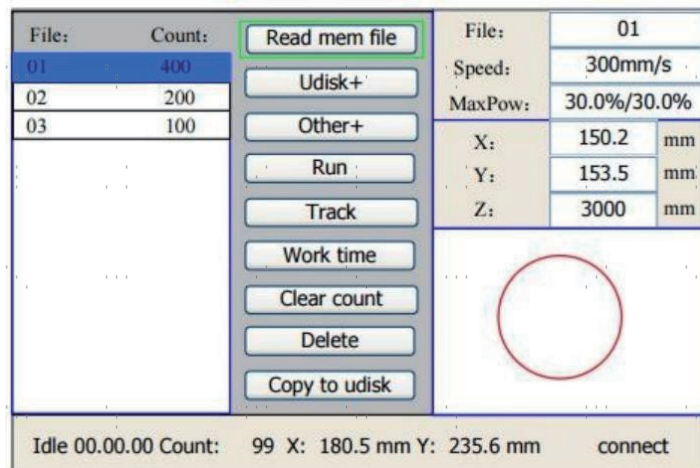 File: Count:
01 400
02 200
03 100
Read mem file
Udisk+
Other+
Run
Track
Work time
Clear count
Delete
Copy to udisk
File: 01
Speed: 300mm/s
MaxPow: 30.0%/30.0%
X: 150.2 mm
Y: 153.5 mm
Z: 3000 mm
Idle 00.00.00 Count: 99 X: 180.5 mm Y: 235.6 mm connect